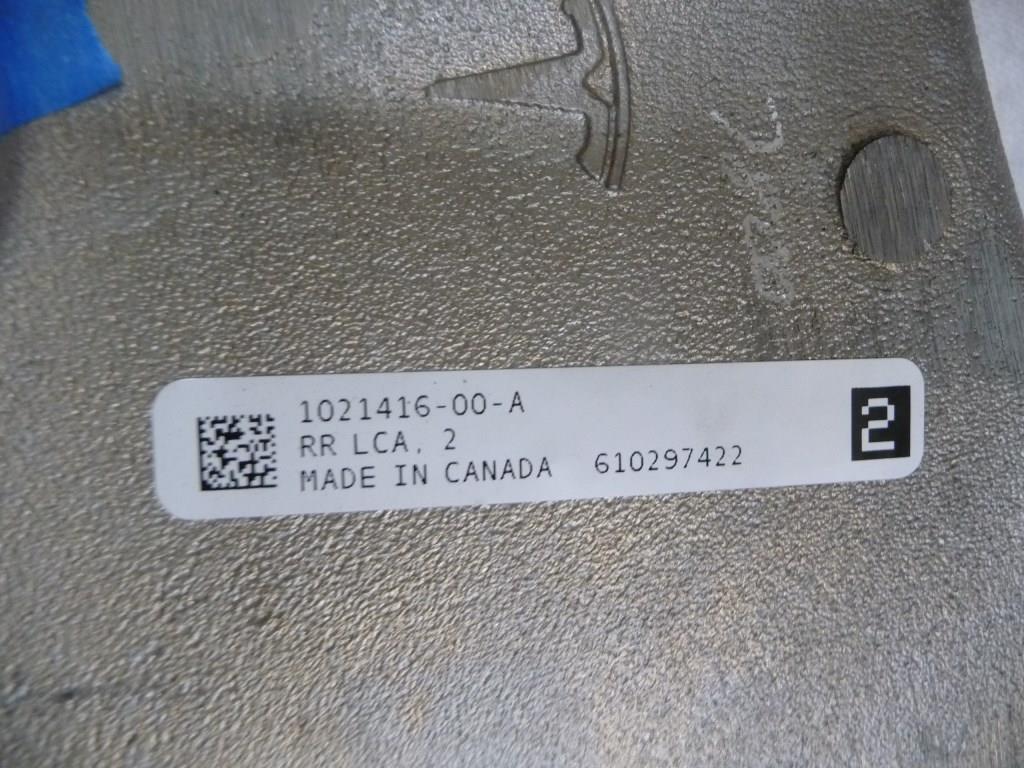 1021416-00-A
RR LCA, 2
MADE IN CANADA 610297422
2